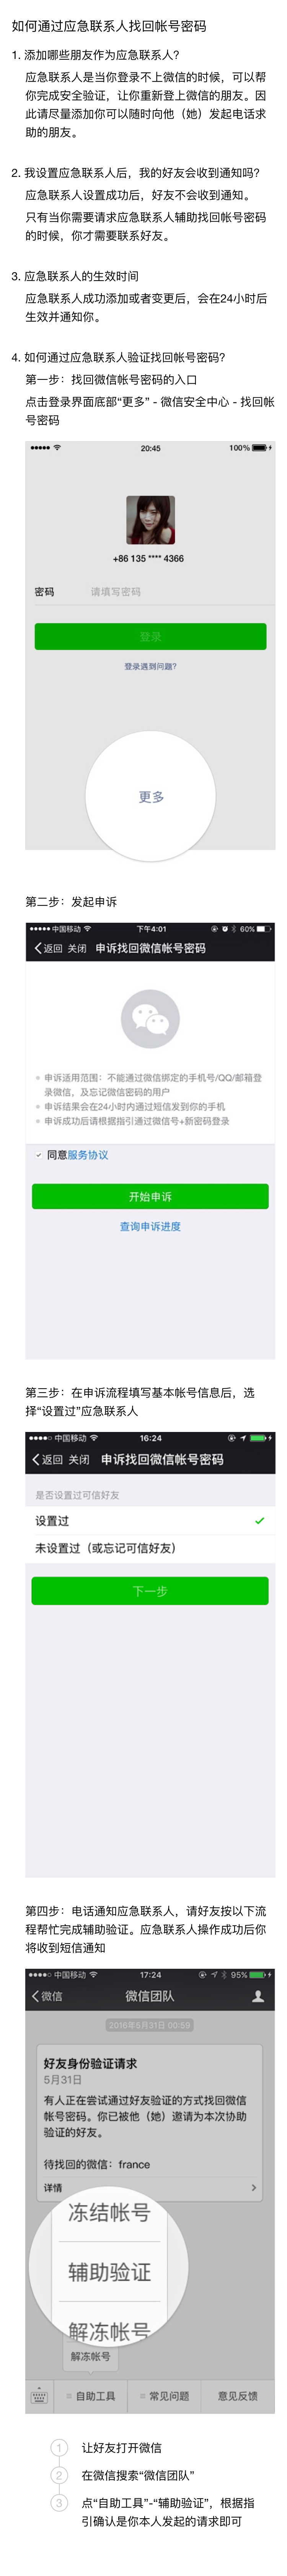 如何通过应急联系人找回帐号密码
1. 添加哪些朋友作为应急联系人?
应急联系人是当你登录不上微信的时候，可以帮
你完成安全验证，让你重新登上微信的朋友。因
此请尽量添加你可以随时向他（她）发起电话求
助的朋友。
2. 我设置应急联系人后，我的好友会收到通知吗?
应急联系人设置成功后，好友不会收到通知。
只有当你需要请求应急联系人辅助找回帐号密码
的时候，你才需要联系好友。
3. 应急联系人的生效时间
应急联系人成功添加或者变更后，会在24小时后
生效并通知你。
4. 如何通过应急联系人验证找回帐号密码?
第一步：找回微信帐号密码的入口
点击登录界面底部“更多” - 微信安全中心 - 找回帐
号密码
20:45 100%
+86 135 **** 4366
密码 请填写密码
登录
登录遇到问题?
更多
第二步：发起申诉
中国移动 下午4:01 60%
返回 关闭 申诉找回微信帐号密码
申诉适用范围：不能通过微信绑定的手机号/QQ/邮箱登
录微信，及忘记微信密码的用户
申诉结果会在24小时内通过短信发到你的手机
申诉成功后请根据指引通过微信号+新密码登录
同意服务协议
开始申诉
查询申诉进度
第三步：在申诉流程填写基本帐号信息后，选
择“设置过”应急联系人
中国移动 16:24
返回 关闭 申诉找回微信帐号密码
是否设置过可信好友
设置过
未设置过（或忘记可信好友）
下一步
第四步：电话通知应急联系人，请好友按以下流
程帮忙完成辅助验证。应急联系人操作成功后你
将收到短信通知
中国移动 17:24 95%
微信 微信团队
2016年5月31日 00:59
好友身份验证请求
5月31日
有人正在尝试通过好友验证的方式找回微信
帐号密码。你已被他（她）邀请为本次协助
验证的好友。
待找回的微信：france
详情
冻结帐号
辅助验证
解冻帐号
解冻帐号
自助工具 常见问题 意见反馈
1 让好友打开微信
2 在微信搜索“微信团队”
3 点“自助工具”-“辅助验证”，根据指
引确认是你本人发起的请求即可